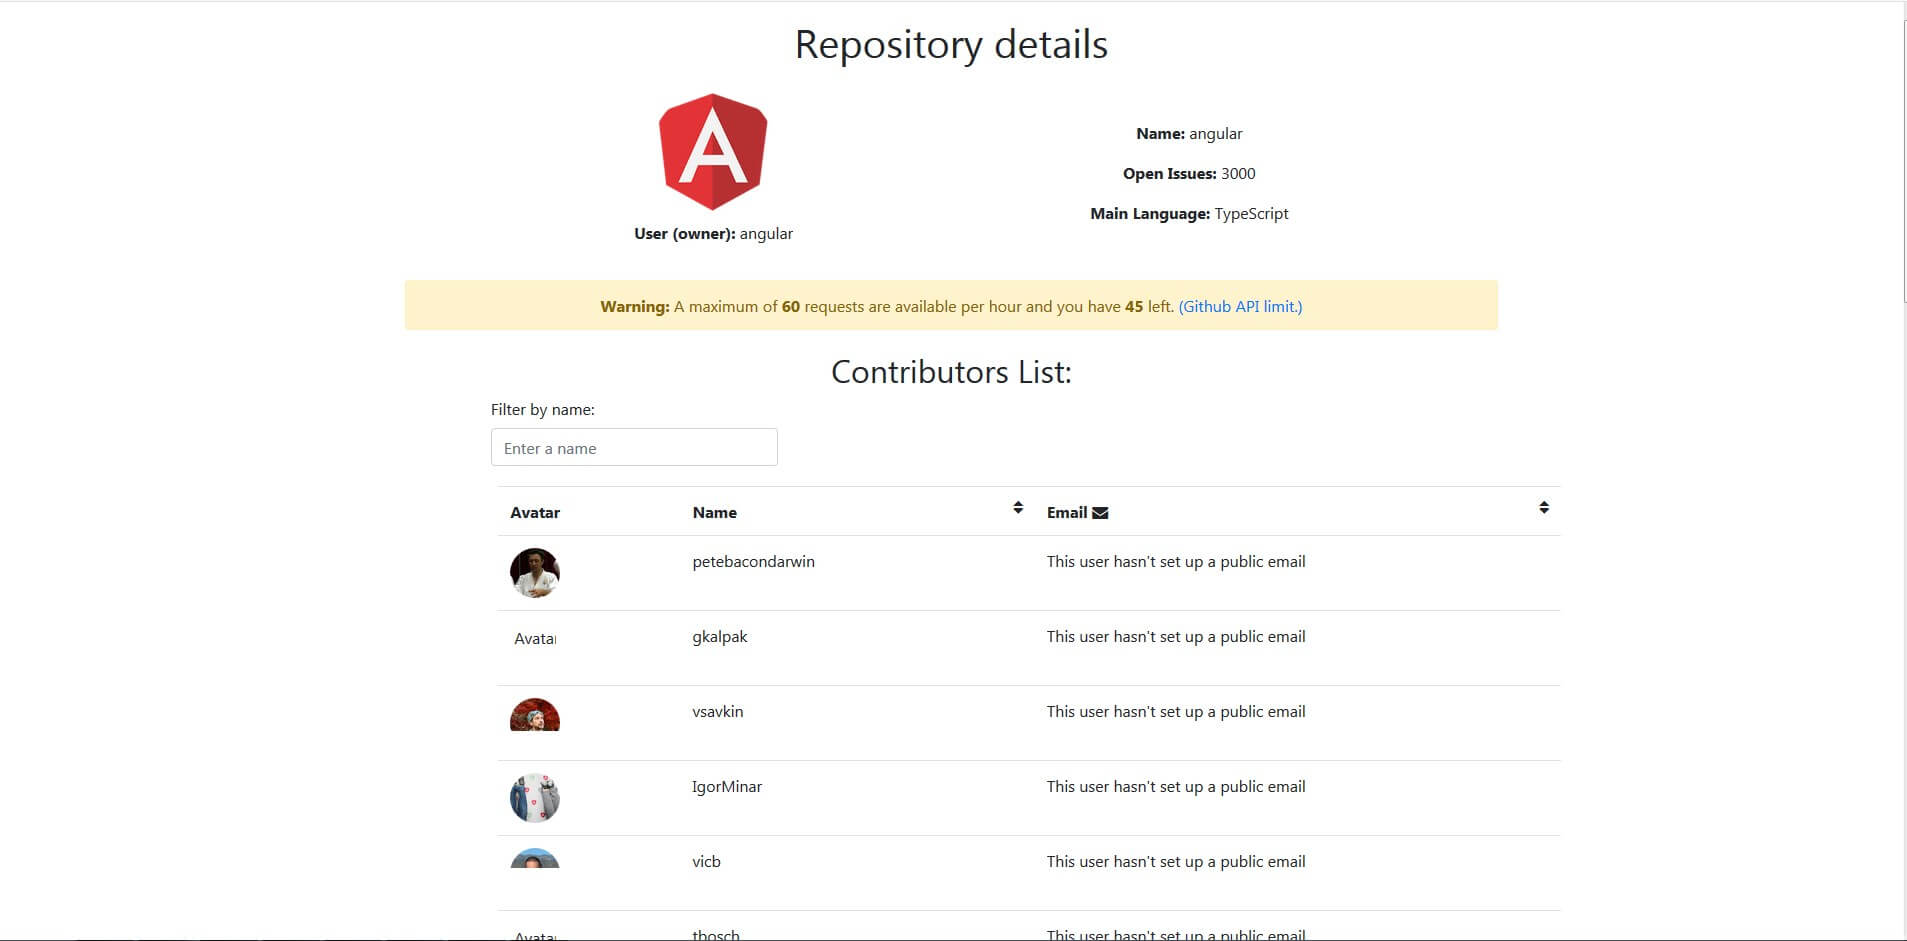 Repository details
A
User (owner): angular
Name: angular
Open Issues: 3000
Main Language: TypeScript
Warning: A maximum of 60 requests are available per hour and you have 45 left. (Github API limit.)
Contributors List:
Filter by name:
Enter a name
Avatar Name Email
petebacondarwin This user hasn't set up a public email
Avatar gkalpak This user hasn't set up a public email
vsavkin This user hasn't set up a public email
IgorMinar This user hasn't set up a public email
vicb This user hasn't set up a public email
Avatar tbosch This user hasn't set up a public email